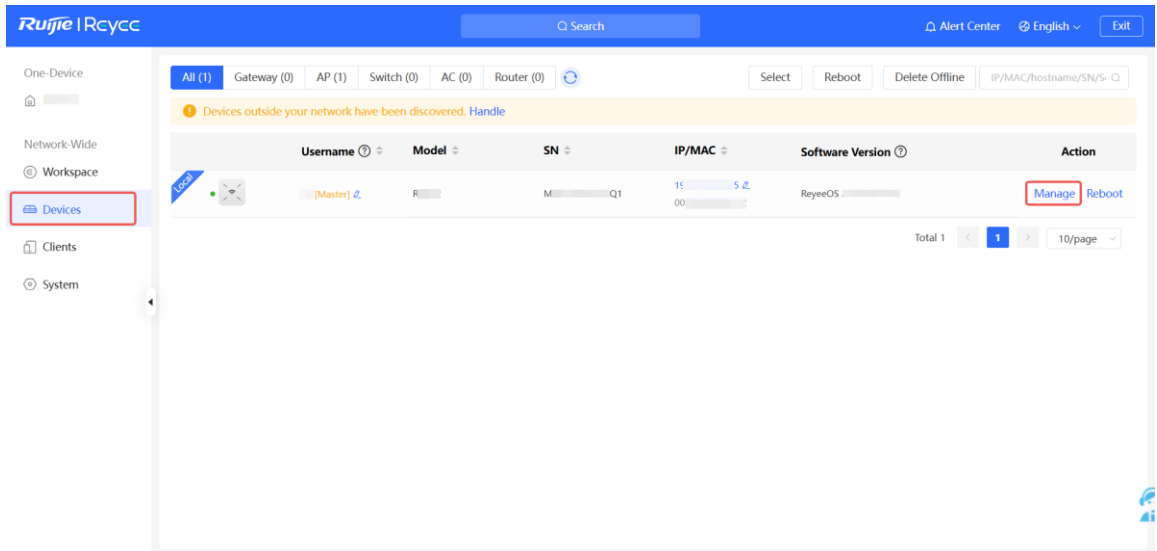 Ruijie | Rcycc
Search
Alert Center
English
Exit
One-Device
Network-Wide
Workspace
Devices
Clients
System
All (1) Gateway (0) AP (1) Switch (0) AC (0) Router (0)
Select Reboot Delete Offline IP/MAC/hostname/SN/S
Devices outside your network have been discovered. Handle
Username Model SN IP/MAC Software Version Action
Local [Master] R M Q1 19 5 ReyeeOS Manage Reboot
00
Total 1 1 10/page